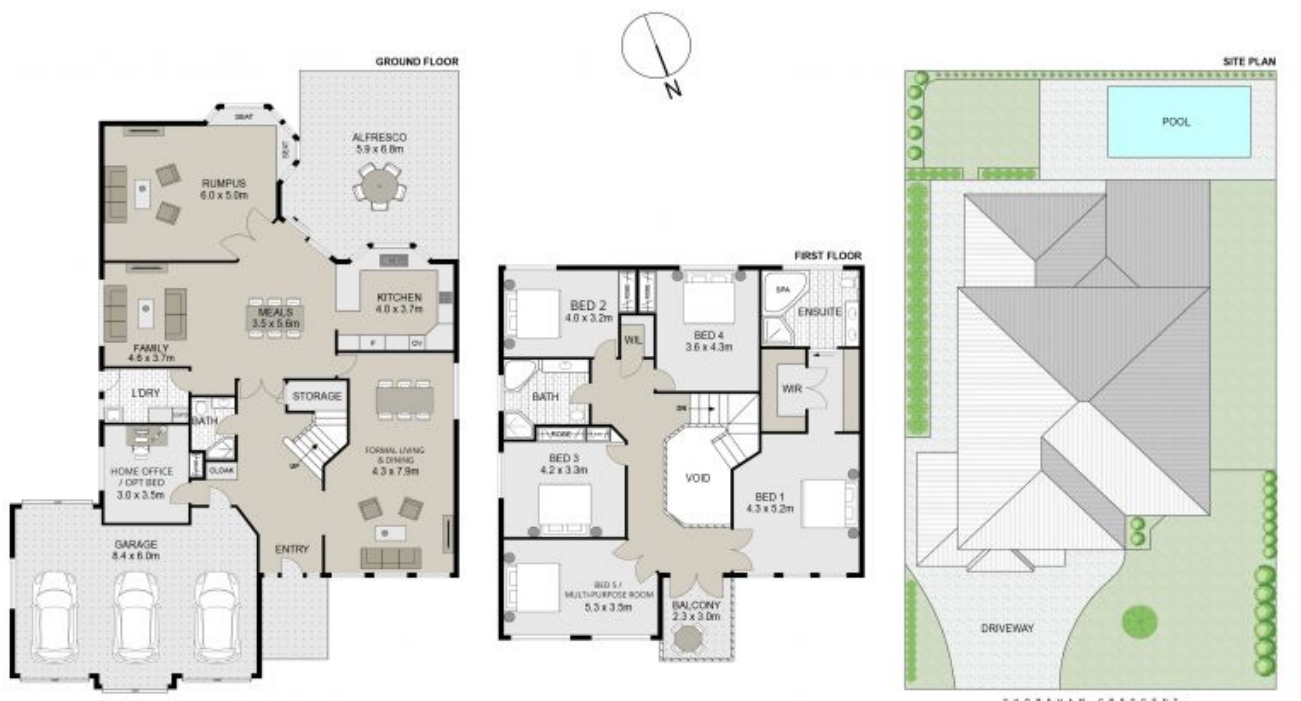 N
GROUND FLOOR
SEAT
SEAT
ALFRESCO
5.9 x 6.8m
RUMPUS
6.0 x 5.0m
KITCHEN
4.0 x 3.7m
MEALS
3.5 x 5.6m
FAMILY
4.6 x 3.7m
F
OV
L'DRY
STORAGE
BATH
UP
FORMAL LIVING
& DINING
4.3 x 7.9m
CLOAK
HOME OFFICE
/ OPT BED
3.0 x 3.5m
GARAGE
8.4 x 6.0m
ENTRY
FIRST FLOOR
BED 2
4.0 x 3.2m
ROBE
ROBE
SPA
ENSUITE
WIL
BED 4
3.6 x 4.3m
BATH
WIR
DN
ROBE
BED 3
4.2 x 3.3m
VOID
BED 1
4.3 x 5.2m
BED 5 /
MULTI-PURPOSE ROOM
5.3 x 3.5m
BALCONY
2.3 x 3.0m
SITE PLAN
POOL
DRIVEWAY